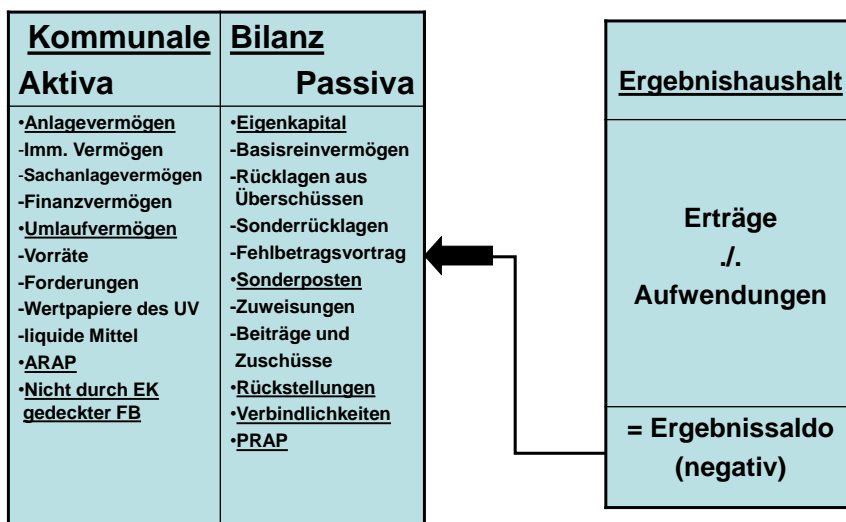 Kommunale
Aktiva
•Anlagevermögen
-Imm. Vermögen
-Sachanlagevermögen
-Finanzvermögen
•Umlaufvermögen
-Vorräte
-Forderungen
-Wertpapiere des UV
-liquide Mittel
•ARAP
•Nicht durch EK
gedeckter FB
Bilanz
Passiva
•Eigenkapital
-Basisreinvermögen
-Rücklagen aus
Überschüssen
-Sonderrücklagen
-Fehlbetragsvortrag
•Sonderposten
-Zuweisungen
-Beiträge und
Zuschüsse
•Rückstellungen
•Verbindlichkeiten
•PRAP
Ergebnishaushalt
Erträge
./.
Aufwendungen
= Ergebnissaldo
(negativ)